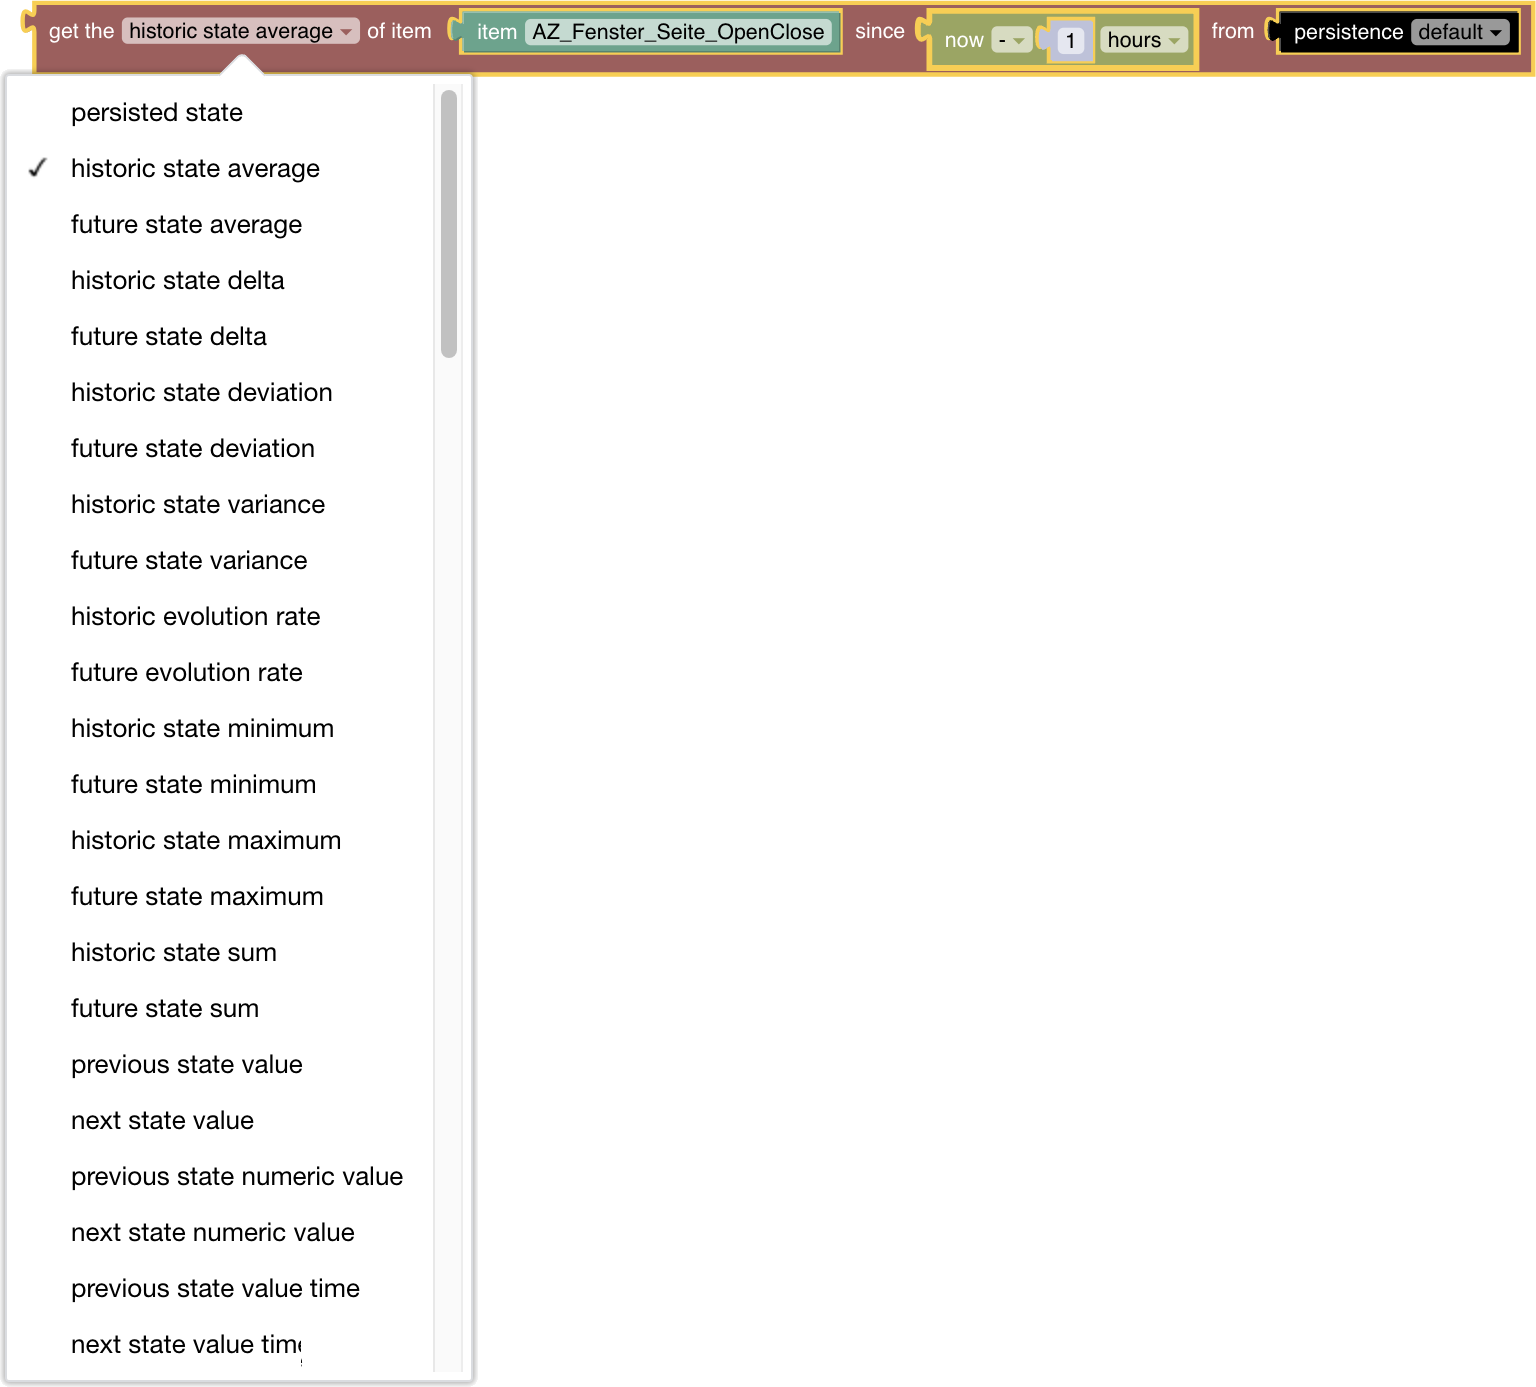 get the historic state average of item item AZ_Fenster_Seite_OpenClose since now - 1 hours from persistence default
persisted state
✓ historic state average
future state average
historic state delta
future state delta
historic state deviation
future state deviation
historic state variance
future state variance
historic evolution rate
future evolution rate
historic state minimum
future state minimum
historic state maximum
future state maximum
historic state sum
future state sum
previous state value
next state value
previous state numeric value
next state numeric value
previous state value time
next state value time